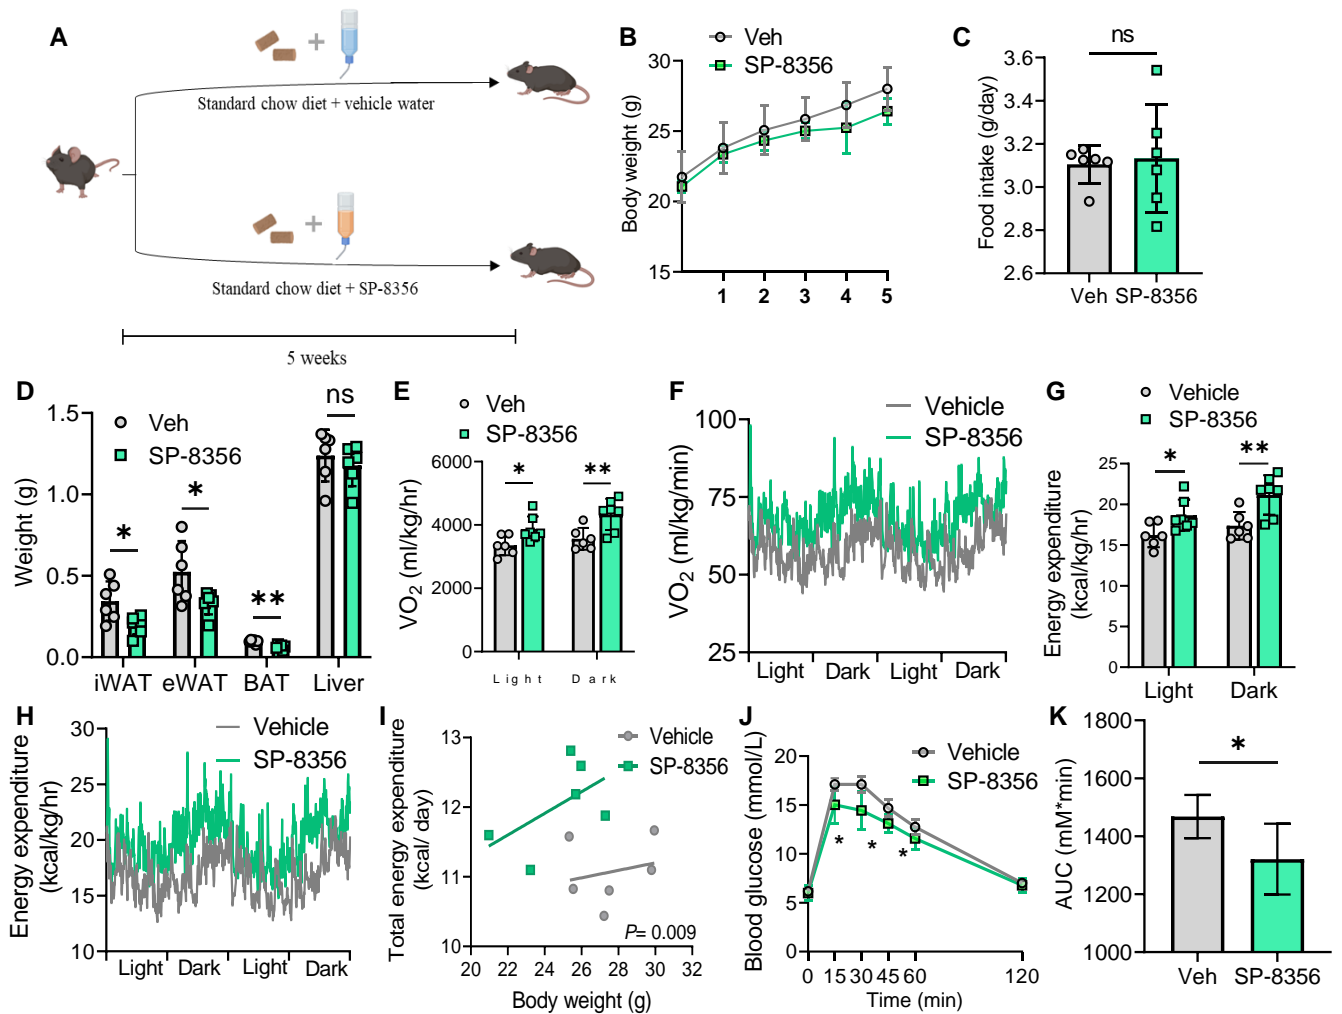 A
Standard chow diet + vehicle water
Standard chow diet + SP-8356
5 weeks
B
Veh
SP-8356
Body weight (g)
30
25
20
15
1 2 3 4 5
C
ns
Food intake (g/day)
3.6
3.4
3.2
3.0
2.8
2.6
Veh SP-8356
D
Veh
SP-8356
ns
Weight (g)
1.5
1.0
0.5
0.0
*
*
**
iWAT eWAT BAT Liver
E
Veh
SP-8356
VO2 (ml/kg/hr)
6000
4000
2000
0
*
**
Light Dark
F
Vehicle
SP-8356
VO2 (ml/kg/min)
100
75
50
25
Light Dark Light Dark
G
Vehicle
SP-8356
Energy expenditure
(kcal/kg/hr)
25
20
15
10
5
0
*
**
Light Dark
H
Vehicle
SP-8356
Energy expenditure
(kcal/kg/hr)
30
25
20
15
10
Light Dark Light Dark
I
Vehicle
SP-8356
Total energy expenditure
(kcal/ day)
13
12
11
10
P= 0.009
20 22 24 26 28 30 32
Body weight (g)
J
Vehicle
SP-8356
Blood glucose (mmol/L)
20
15
10
5
0
* * *
0 15 30 45 60 120
Time (min)
K
AUC (mM*min)
1800
1600
1400
1200
1000
*
Veh SP-8356